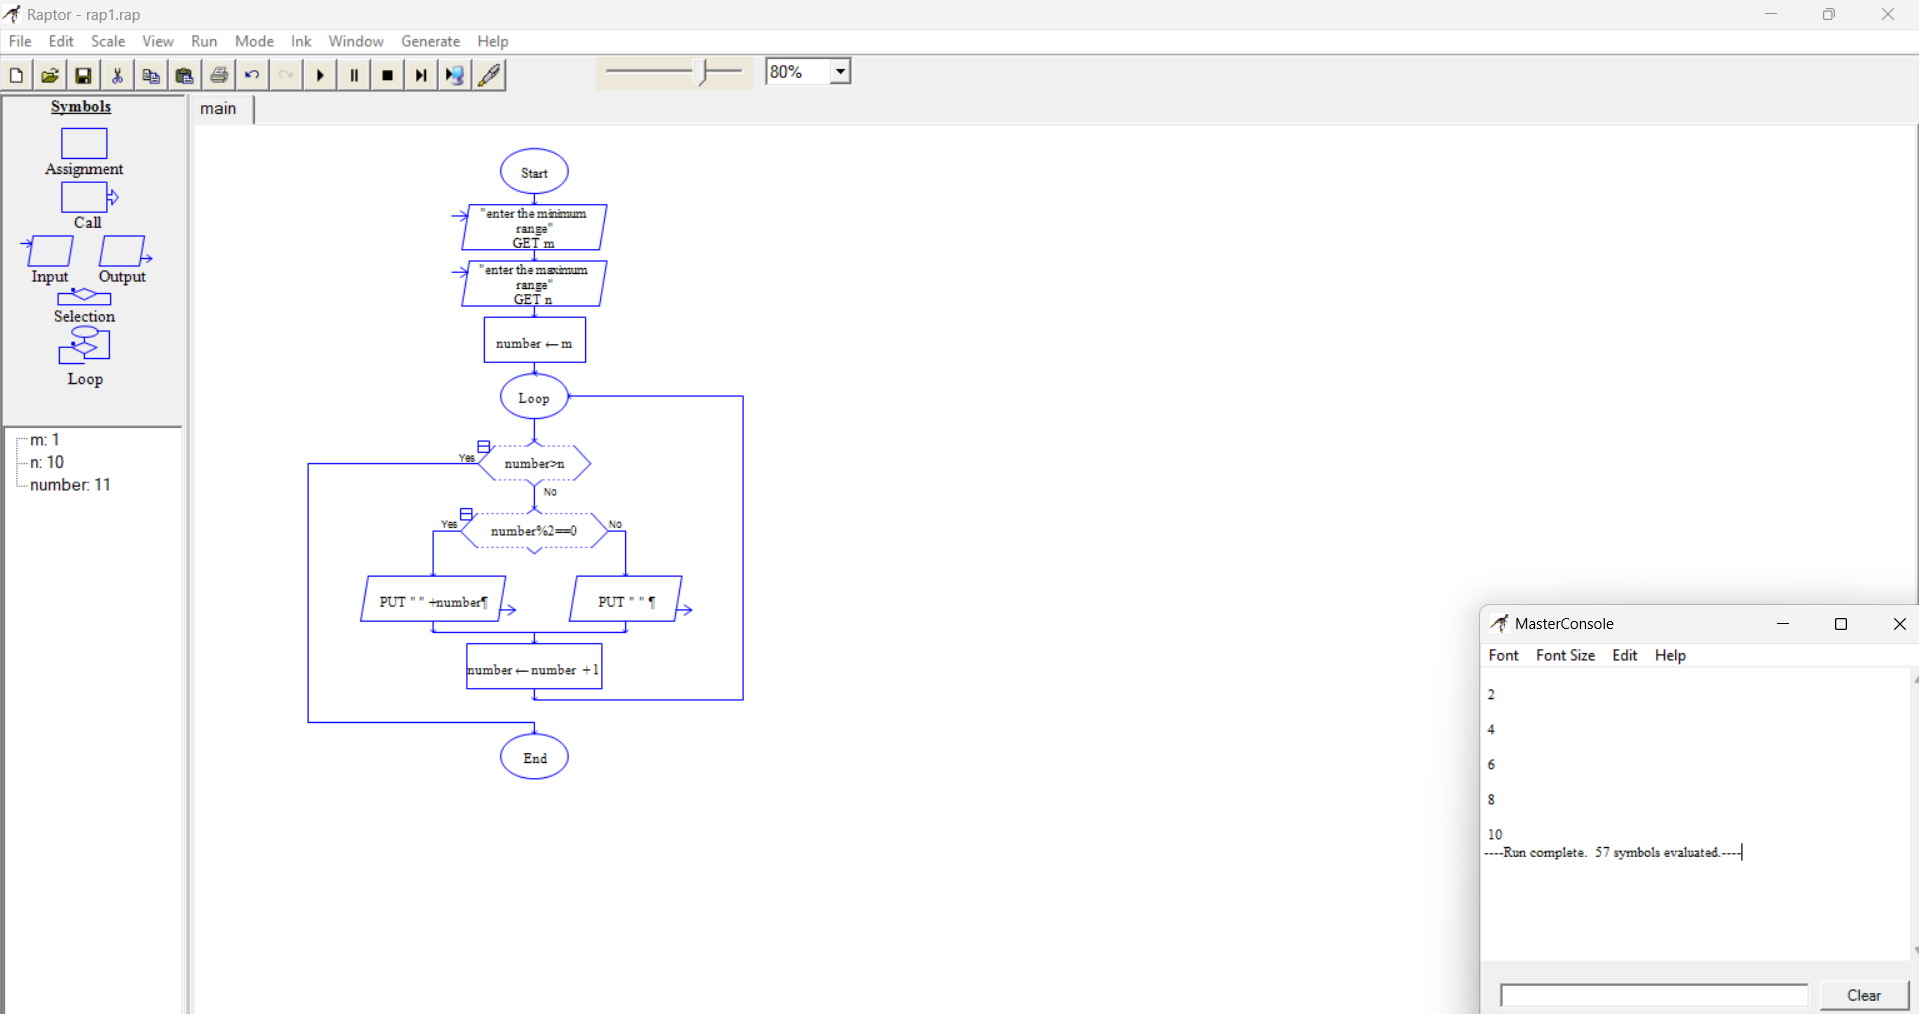 Raptor - rap1.rap
File Edit Scale View Run Mode Ink Window Generate Help
80%
Symbols
Assignment
Call
Input Output
Selection
Loop
m: 1
n: 10
number: 11
main
Start
"enter the minimum
range"
GET m
"enter the maximum
range"
GET n
number ← m
Loop
Yes
number>n
No
Yes
number%2==0
No
PUT " " +number¶
PUT " " ¶
number ← number +1
End
MasterConsole
Font Font Size Edit Help
2
4
6
8
10
----Run complete. 57 symbols evaluated.----
Clear